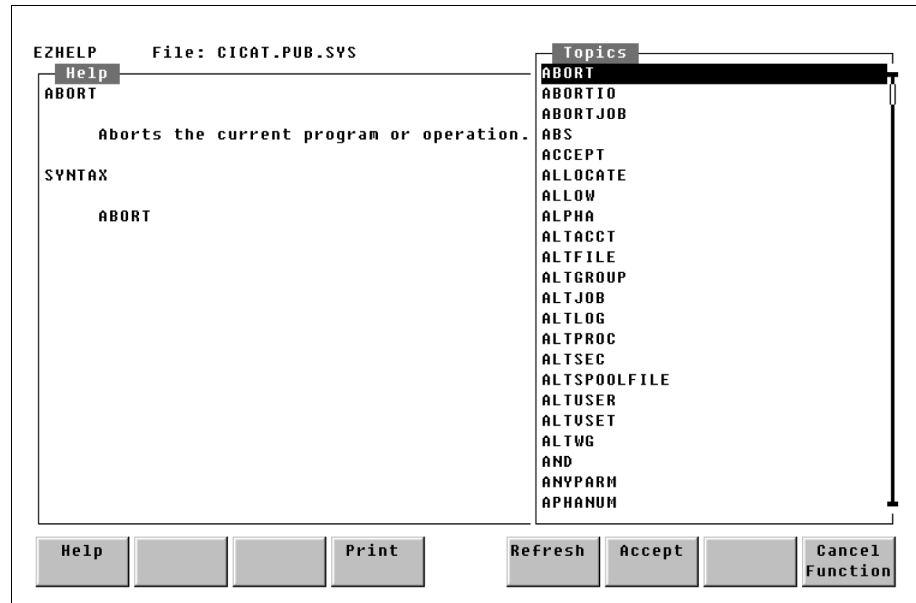 EZHELP File: CICAT.PUB.SYS
Help
ABORT
Aborts the current program or operation.
SYNTAX
ABORT
Topics
ABORT
ABORTIO
ABORTJOB
ABS
ACCEPT
ALLOCATE
ALLOW
ALPHA
ALTACCT
ALTFILE
ALTGROUP
ALTJOB
ALTLOG
ALTPROC
ALTSEC
ALTSPOOLFILE
ALTUSER
ALTVSET
ALTWG
AND
ANYPARM
APHANUM
Help Print Refresh Accept Cancel Function